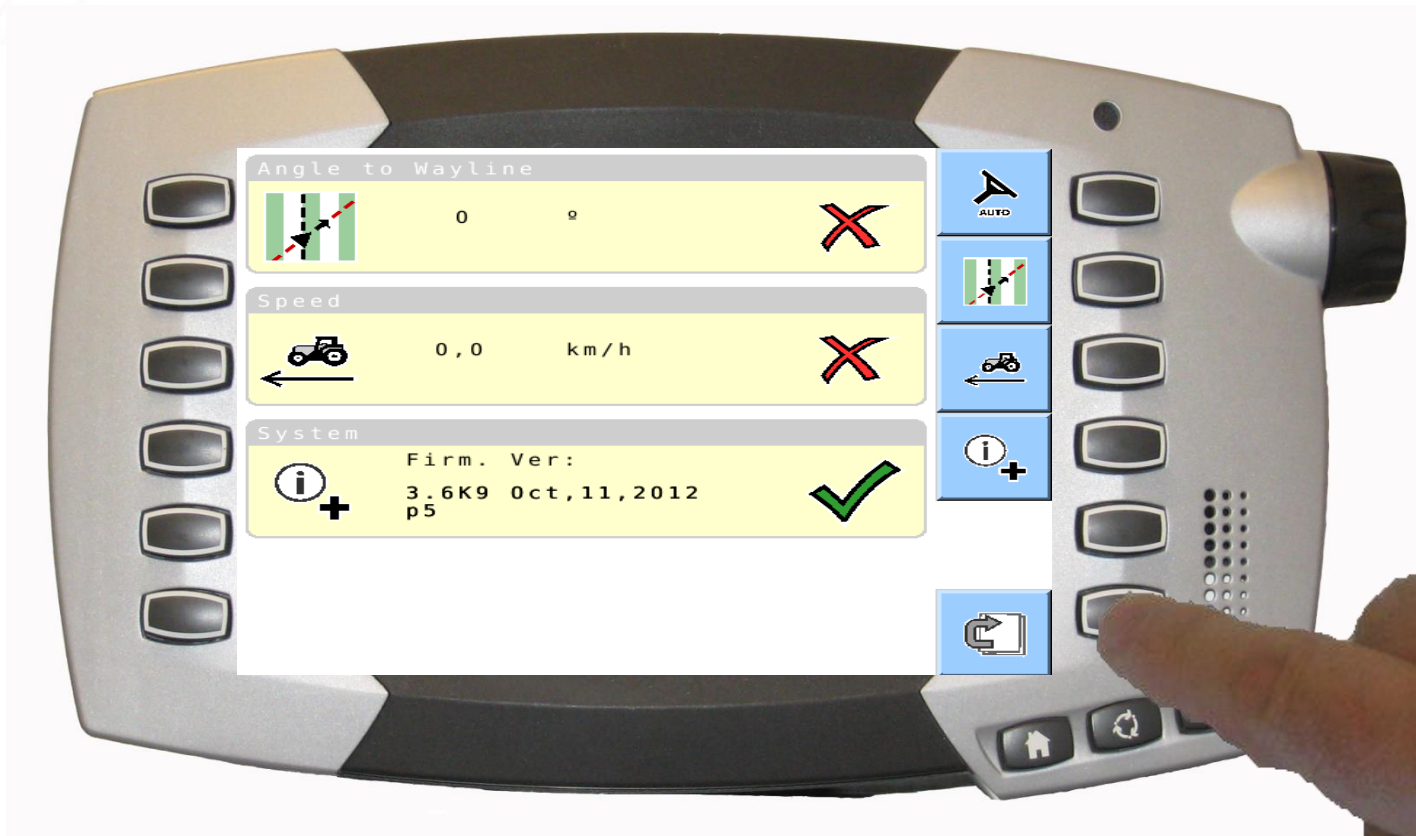 Angle to Wayline
0 º
AUTO
Speed
0,0 km/h
System
Firm. Ver:
3.6K9 Oct,11,2012
p5